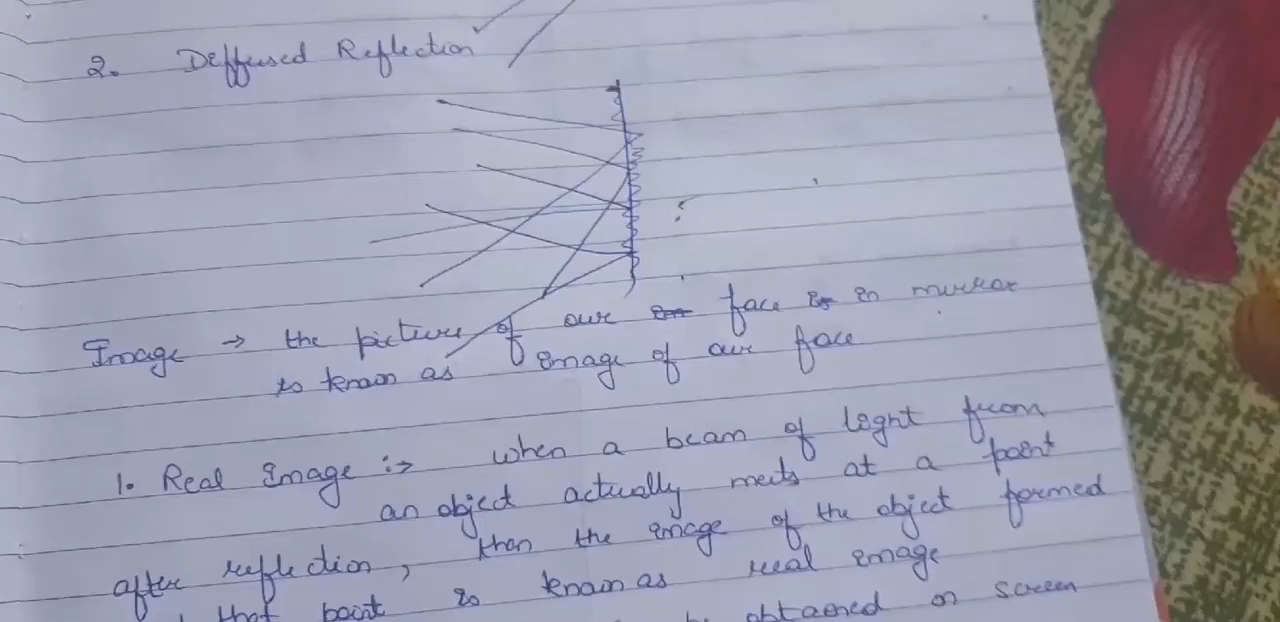 2. Deffused Reflection
Image → the picture of our face in mirror
is known as image of our face
1. Real Image :→ when a beam of light from
an object actually meets at a point
after reflection, then the image of the object formed
that point is known as real image
be obtained on screen